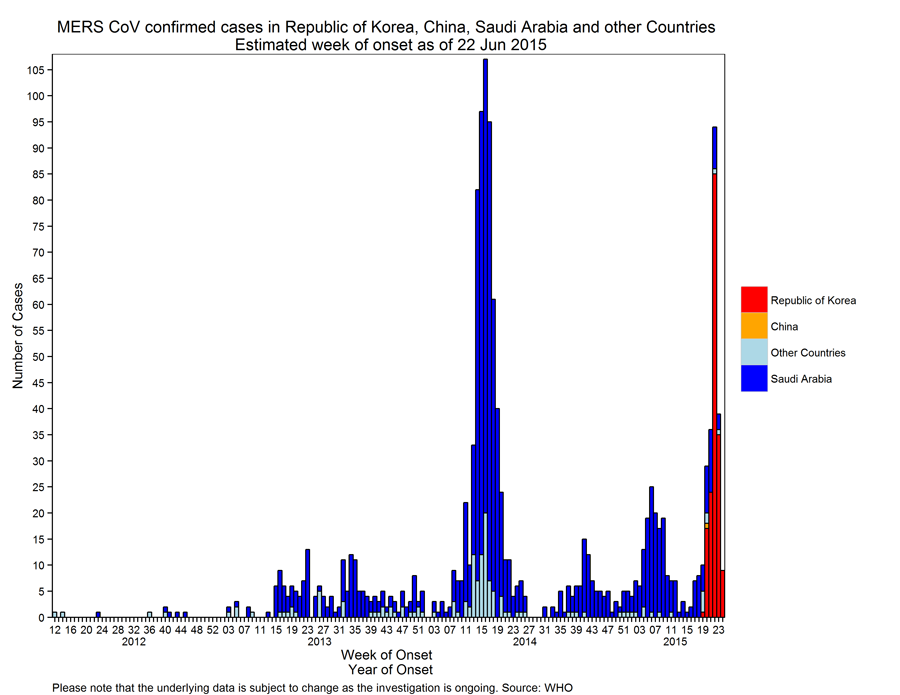 MERS CoV confirmed cases in Republic of Korea, China, Saudi Arabia and other Countries
Estimated week of onset as of 22 Jun 2015
Number of Cases
105
100
95
90
85
80
75
70
65
60
55
50
45
40
35
30
25
20
15
10
5
0
Republic of Korea
China
Other Countries
Saudi Arabia
12 16 20 24 28 32 36 40 44 48 52 03 07 11 15 19 23 27 31 35 39 43 47 51 03 07 11 15 19 23 27 31 35 39 43 47 51 03 07 11 15 19 23
2012 2013 2014 2015
Week of Onset
Year of Onset
Please note that the underlying data is subject to change as the investigation is ongoing. Source: WHO